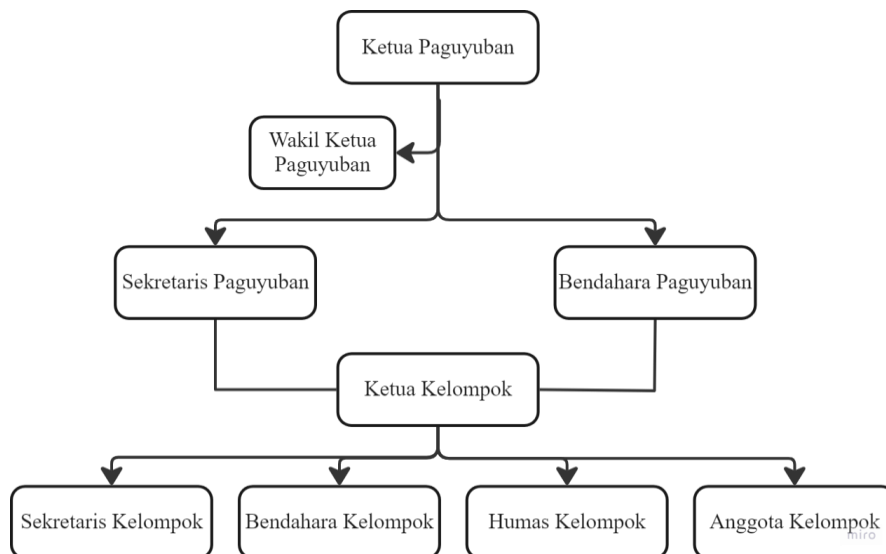 Ketua Paguyuban
Wakil Ketua
Paguyuban
Sekretaris Paguyuban
Bendahara Paguyuban
Ketua Kelompok
Sekretaris Kelompok
Bendahara Kelompok
Humas Kelompok
Anggota Kelompok
miro